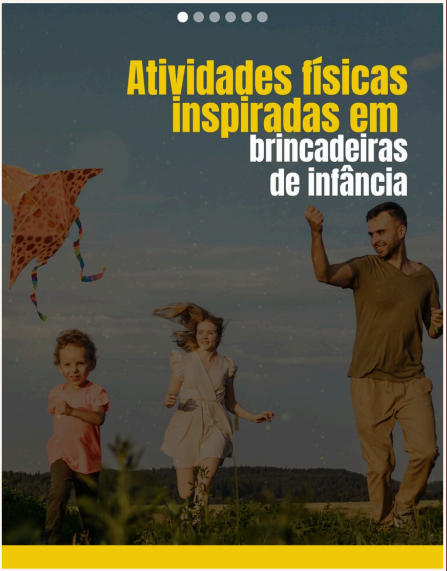 Atividades físicas
inspiradas em
brincadeiras
de infância